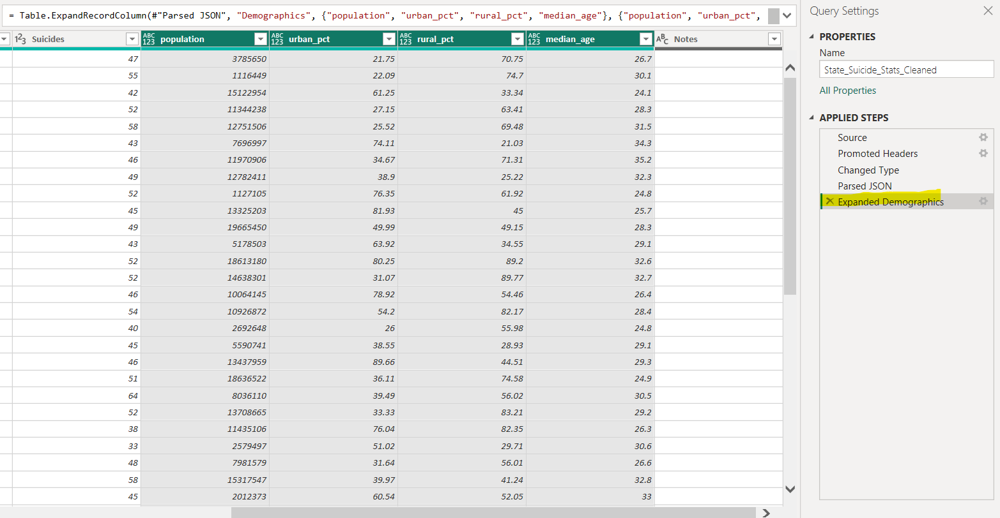 = Table.ExpandRecordColumn(#"Parsed JSON", "Demographics", {"population", "urban_pct", "rural_pct", "median_age"}, {"population", "urban_pct",
1²3 Suicides ABC 123 population ABC 123 urban_pct ABC 123 rural_pct ABC 123 median_age ABC Notes
47 3785650 21.75 70.75 26.7
55 1116449 22.09 74.7 30.1
42 15122954 61.25 33.34 24.1
52 11344238 27.15 63.41 28.3
58 12751506 25.52 69.48 31.5
43 7696997 74.11 21.03 34.3
46 11970906 34.67 71.31 35.2
49 12782411 38.9 25.22 32.3
52 1127105 76.35 61.92 24.8
45 13325203 81.93 45 25.7
49 19665450 49.99 49.15 28.3
43 5178503 63.92 34.55 29.1
52 18613180 80.25 89.2 32.6
52 14638301 31.07 89.77 32.7
46 10064145 78.92 54.46 26.4
54 10926872 54.2 82.17 28.4
40 2692648 26 55.98 24.8
45 5590741 38.55 28.93 29.1
46 13437959 89.66 44.51 29.3
51 18636522 36.11 74.58 24.9
64 8036110 39.49 56.02 30.5
52 13708665 33.33 83.21 29.2
38 11435106 76.04 82.35 26.3
33 2579497 51.02 29.71 30.6
48 7981579 31.64 56.01 26.6
58 15317547 39.97 41.24 32.8
45 2012373 60.54 52.05 33
Query Settings
PROPERTIES
Name
State_Suicide_Stats_Cleaned
All Properties
APPLIED STEPS
Source
Promoted Headers
Changed Type
Parsed JSON
Expanded Demographics